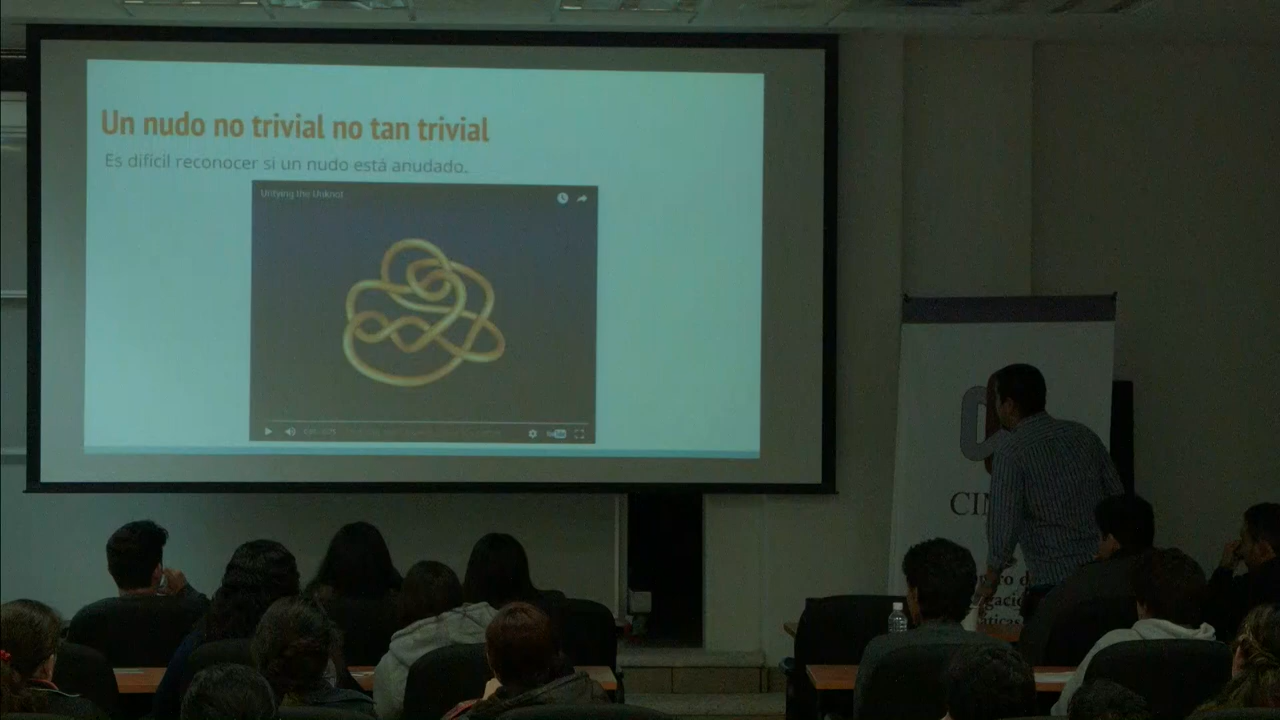 Un nudo no trivial no tan trivial
Es difícil reconocer si un nudo está anudado.
Untying the Unknot
CIM